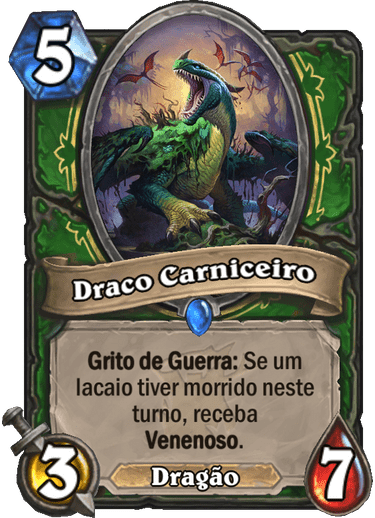 5
Draco Carniceiro
Grito de Guerra: Se um
lacaio tiver morrido neste
turno, receba
Venenoso.
3
Dragão
7